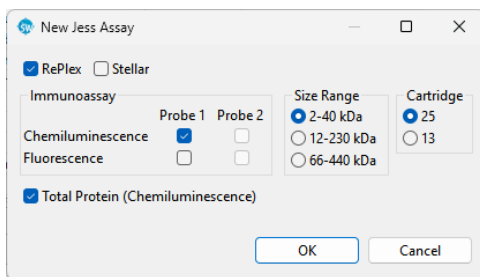 SW New Jess Assay
RePlex Stellar
Immunoassay
Probe 1 Probe 2
Chemiluminescence
Fluorescence
Size Range
2-40 kDa
12-230 kDa
66-440 kDa
Cartridge
25
13
Total Protein (Chemiluminescence)
OK Cancel